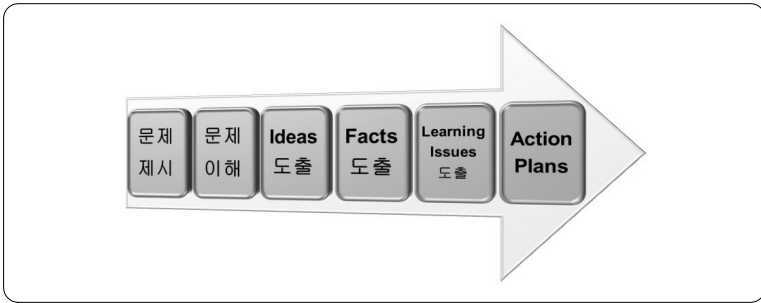 문제
제시
문제
이해
Ideas
도출
Facts
도출
Learning
Issues
도출
Action
Plans